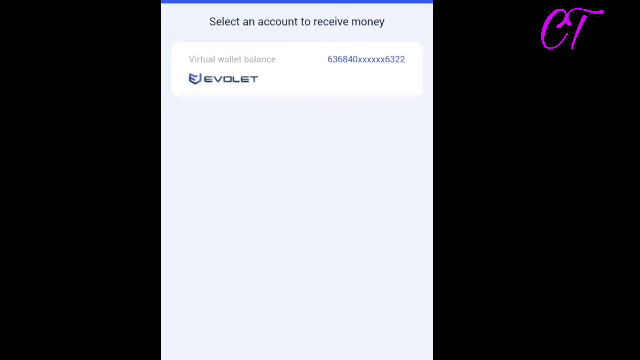 Select an account to receive money
CT
Virtual wallet balance 636840xxxxxx6322
EVOLET